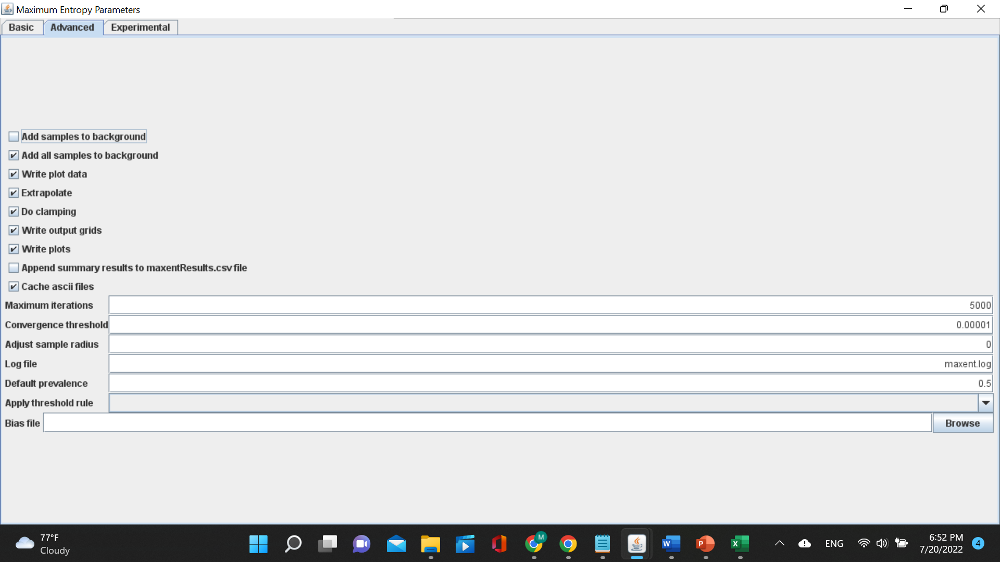 Maximum Entropy Parameters
Basic Advanced Experimental
Add samples to background
Add all samples to background
Write plot data
Extrapolate
Do clamping
Write output grids
Write plots
Append summary results to maxentResults.csv file
Cache ascii files
Maximum iterations 5000
Convergence threshold 0.00001
Adjust sample radius 0
Log file maxent.log
Default prevalence 0.5
Apply threshold rule
Bias file Browse
77°F
Cloudy
M
W
P
X
ENG
6:52 PM
7/20/2022
4